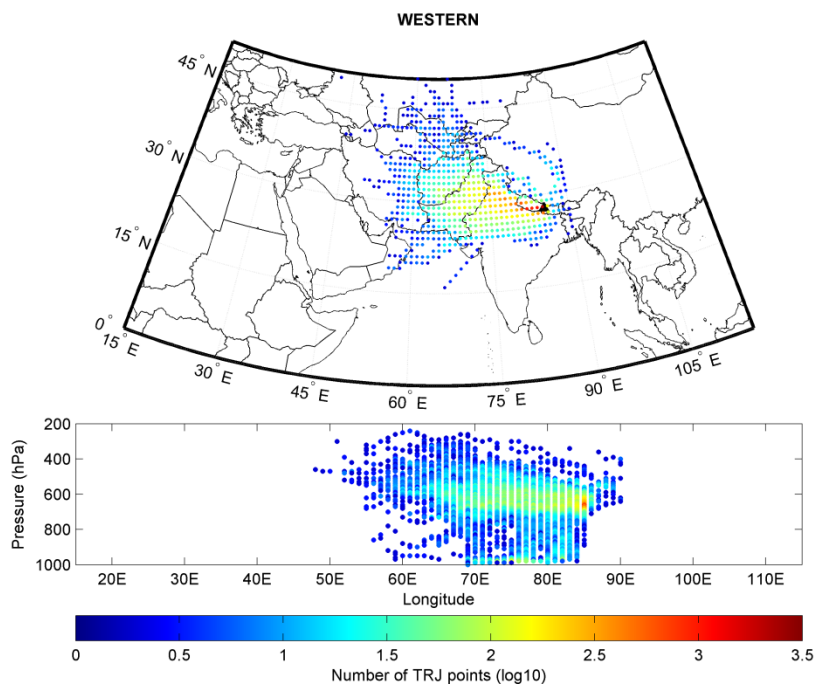 WESTERN
45° N
30° N
15° N
0° N
15° E
30° E
45° E
60° E
75° E
90° E
105° E
200
400
600
800
1000
Pressure (hPa)
20E 30E 40E 50E 60E 70E 80E 90E 100E 110E
Longitude
0 0.5 1 1.5 2 2.5 3 3.5
Number of TRJ points (log10)